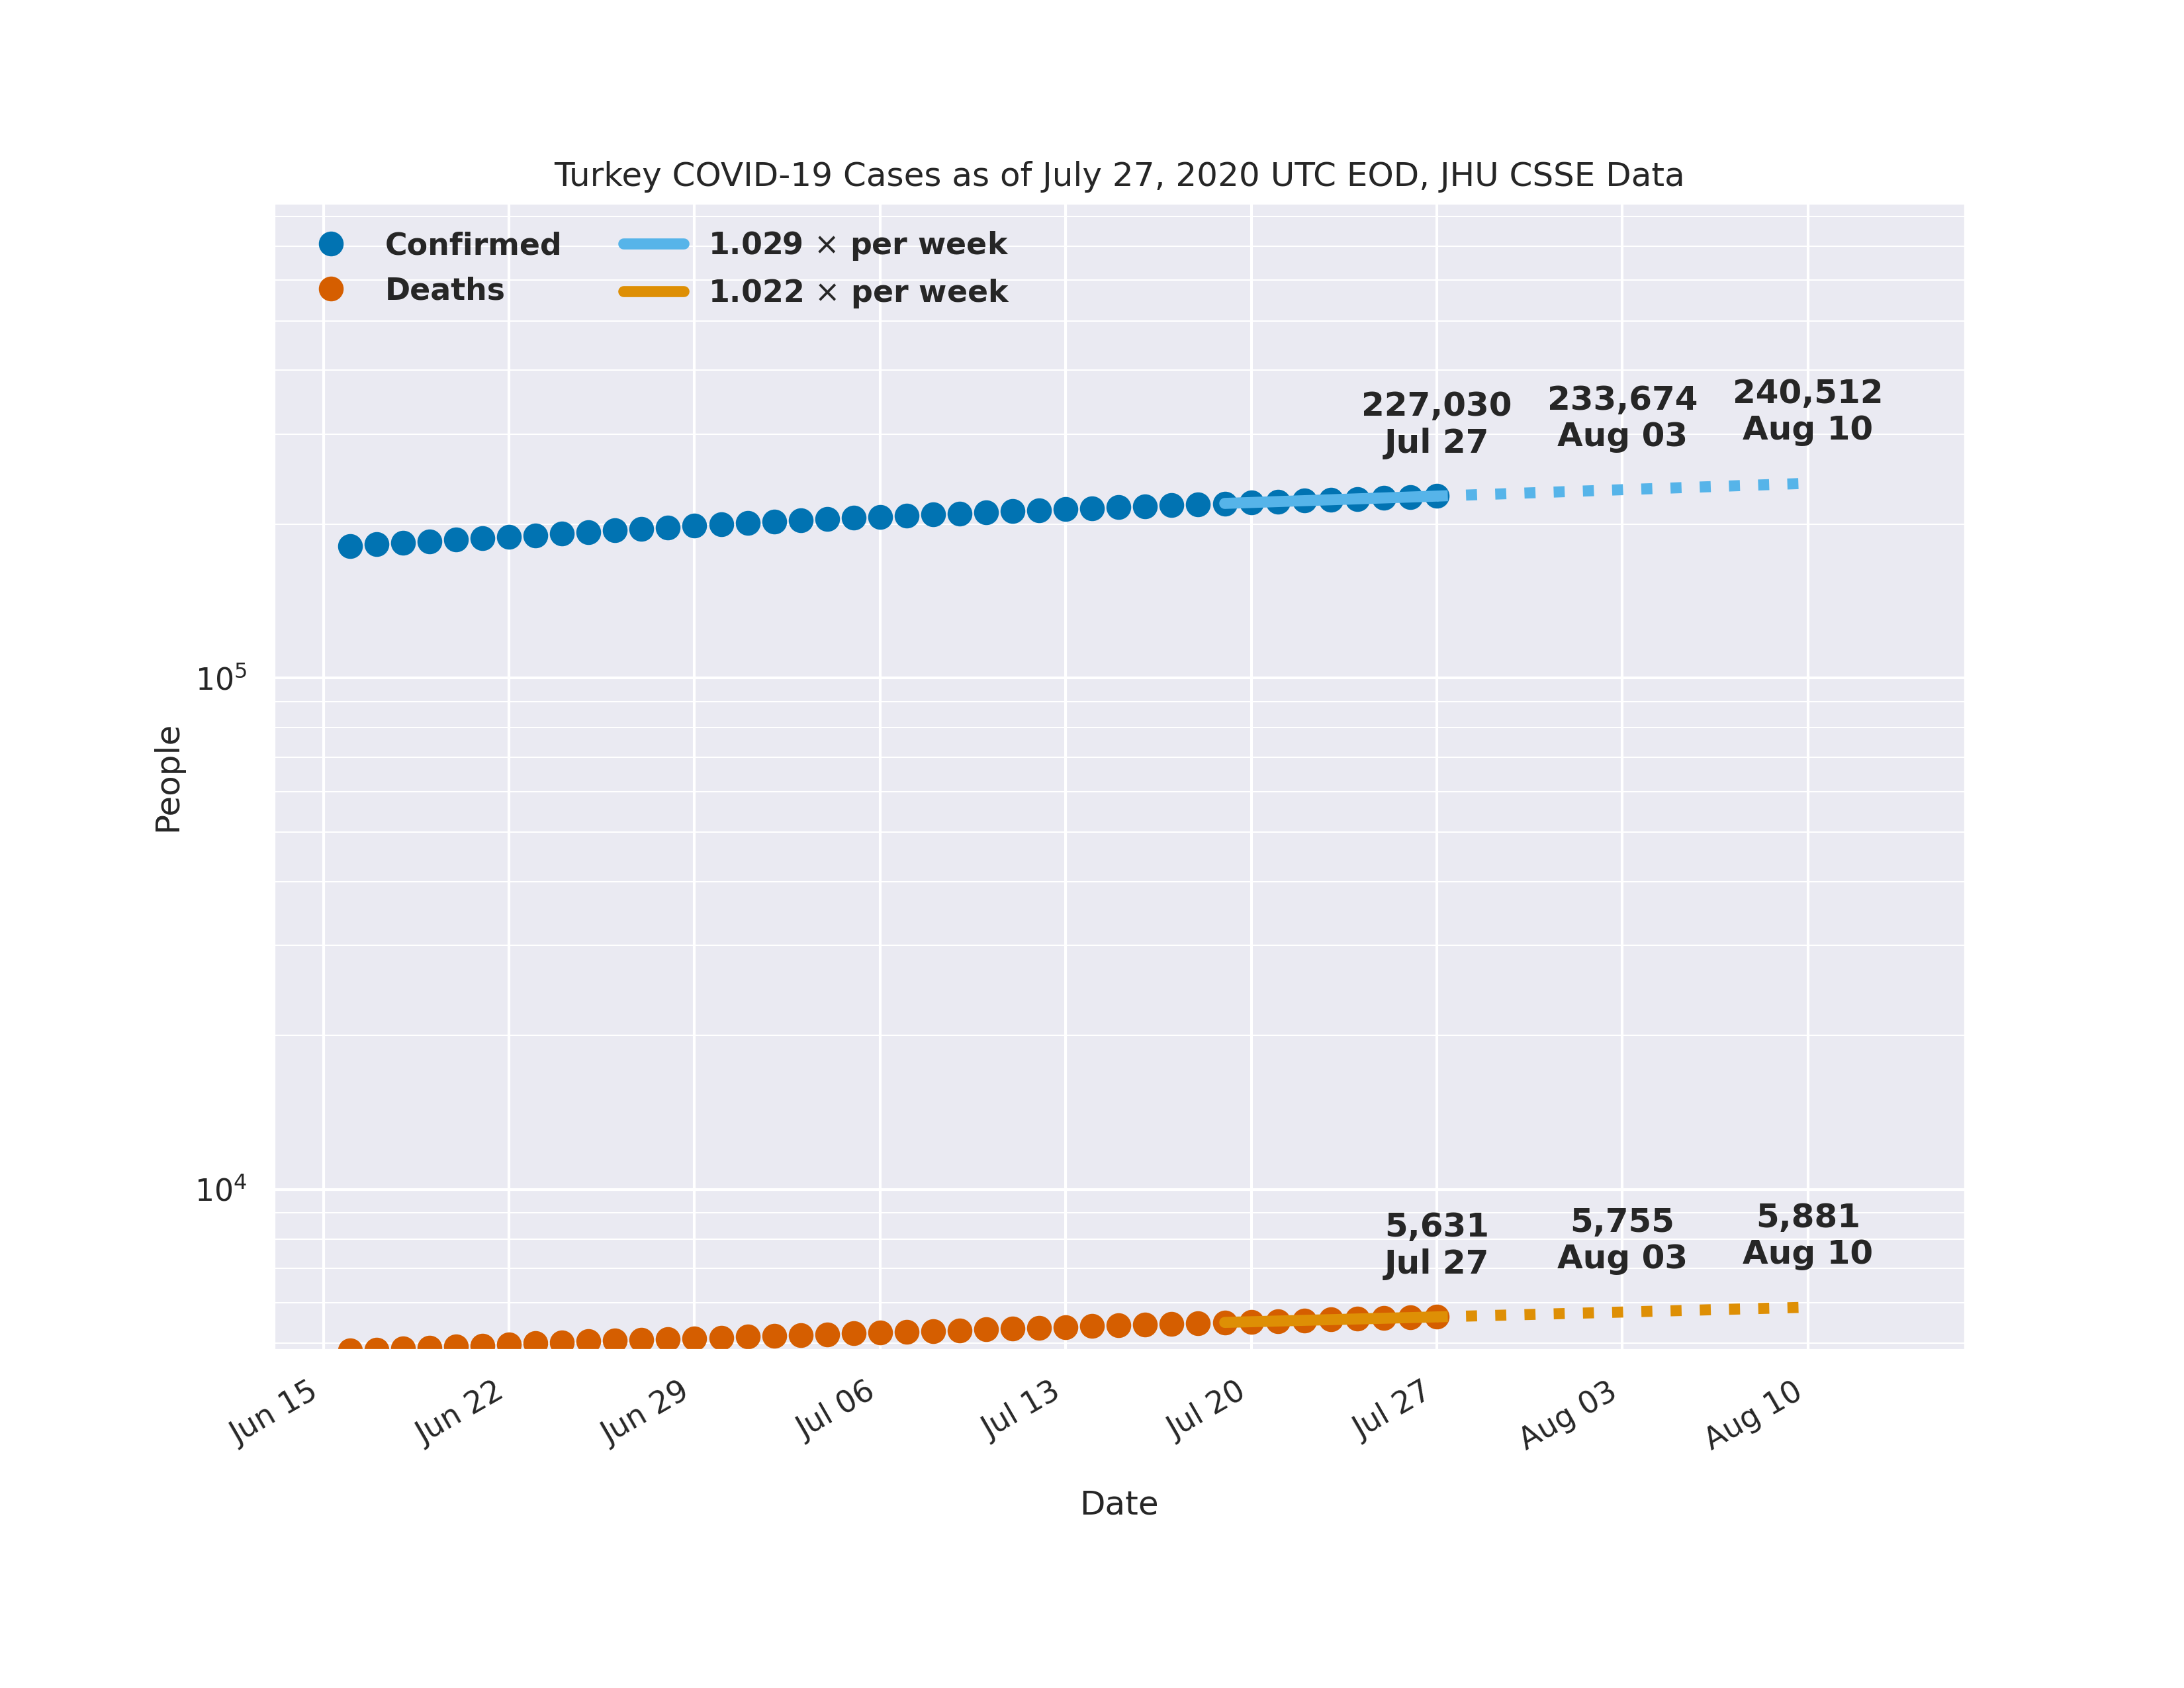 Turkey COVID-19 Cases as of July 27, 2020 UTC EOD, JHU CSSE Data
Confirmed
Deaths
1.029 × per week
1.022 × per week
227,030
Jul 27
233,674
Aug 03
240,512
Aug 10
10⁵
People
10⁴
5,631
Jul 27
5,755
Aug 03
5,881
Aug 10
Jun 15
Jun 22
Jun 29
Jul 06
Jul 13
Jul 20
Jul 27
Aug 03
Aug 10
Date